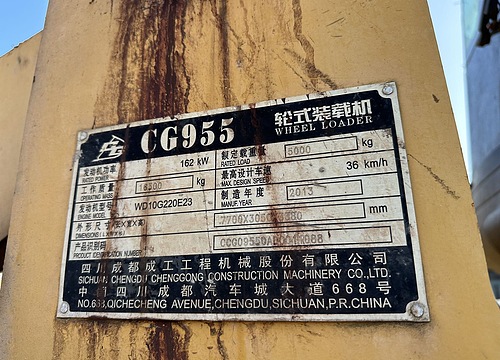 CG CG955 轮式装载机
WHEEL LOADER
发动机功率 162 kW 额定载重量 5000 kg
RATED POWER RATED LOAD
工作质量 16500 kg 最高设计车速 36 km/h
OPERATING MASS MAX. DESIGN SPEED
发动机型号 WD10G220E23 制造年度 2013
ENGINE MODEL MANUF. YEAR
外形尺寸(长×宽×高) mm
DIMENSIONS (L×W×H)
产品识别码
PRODUCT IDENTIFICATION NUMBER
四川成都成工工程机械股份有限公司
SICHUAN CHENGDU CHENGGONG CONSTRUCTION MACHINERY CO.,LTD.
中国四川成都汽车城大道668号
NO.668,QICHECHENG AVENUE,CHENGDU,SICHUAN,P.R.CHINA